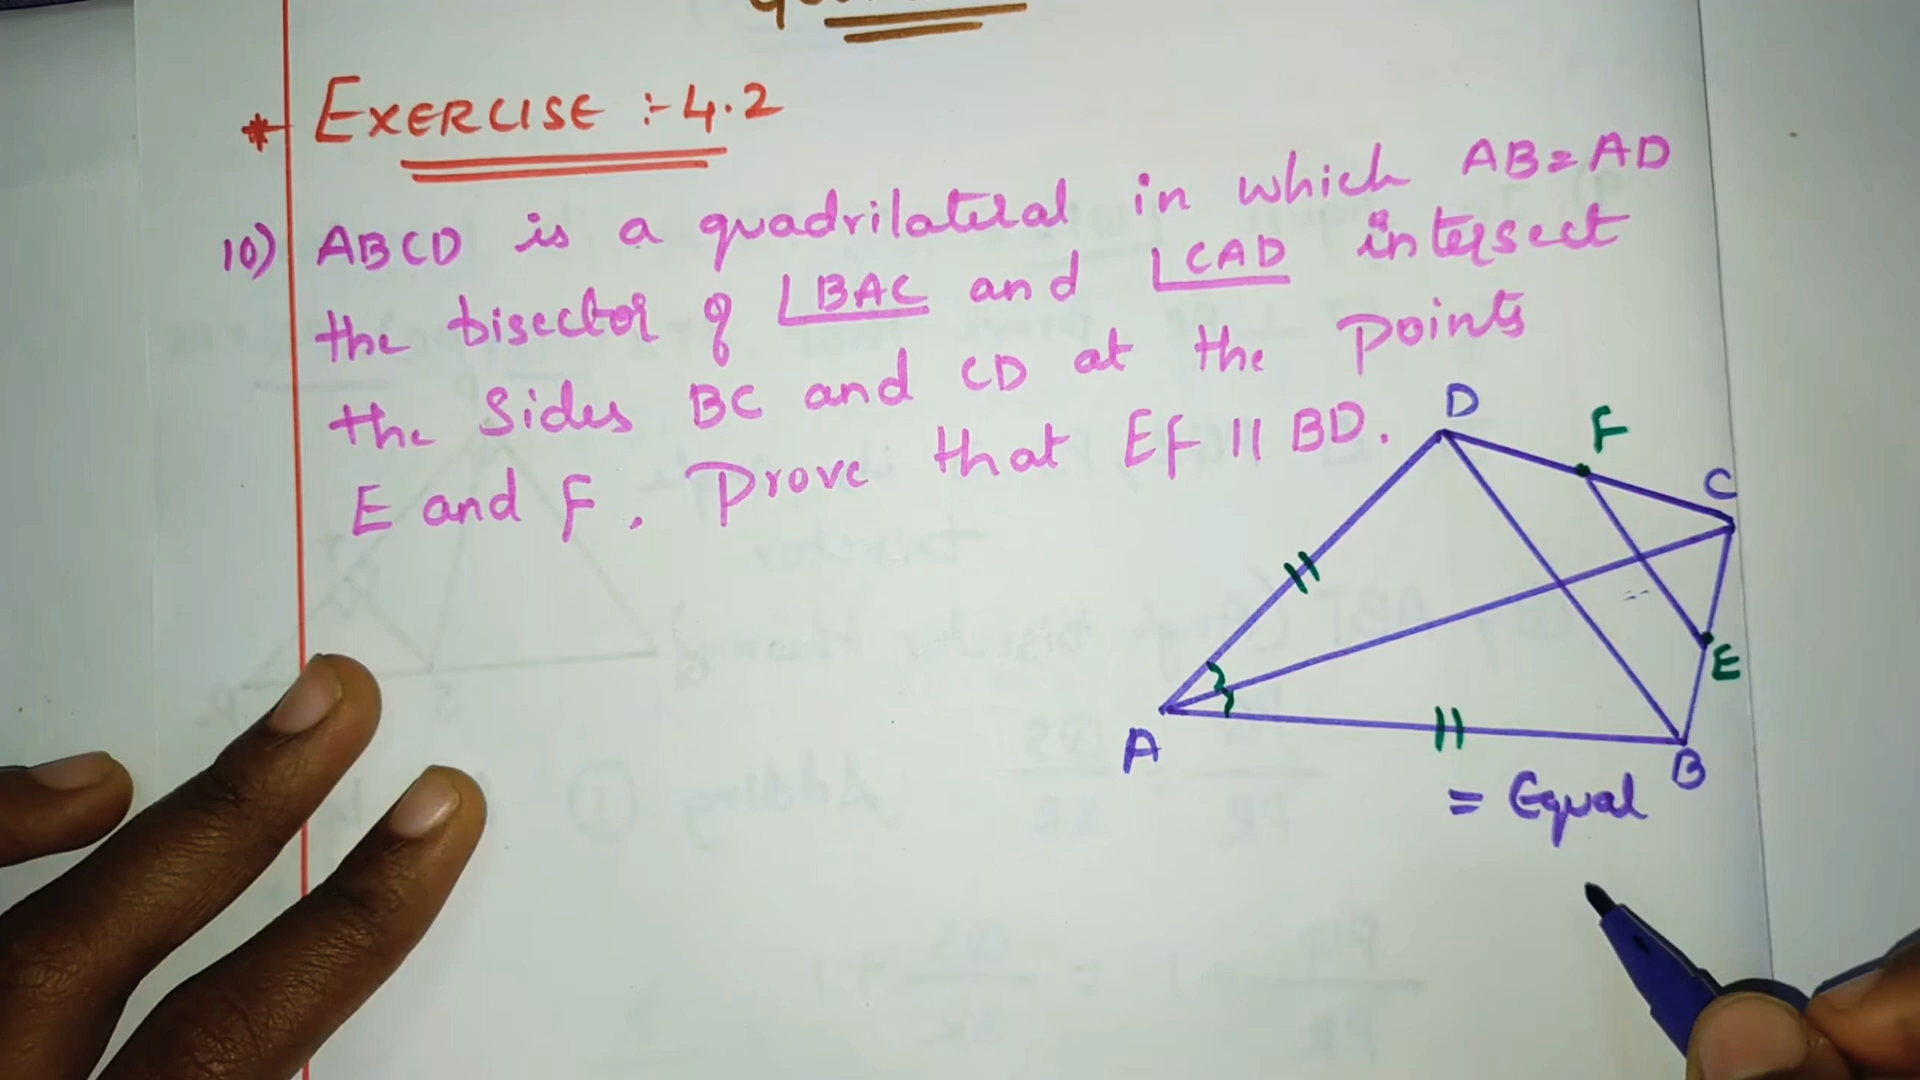 * EXERCISE :- 4.2
10) ABCD is a quadrilateral in which AB=AD
the bisector of ∠BAC and ∠CAD intersect
the Sides BC and CD at the Points
E and F. Prove that EF || BD.
D
F
C
E
A
B
= Equal